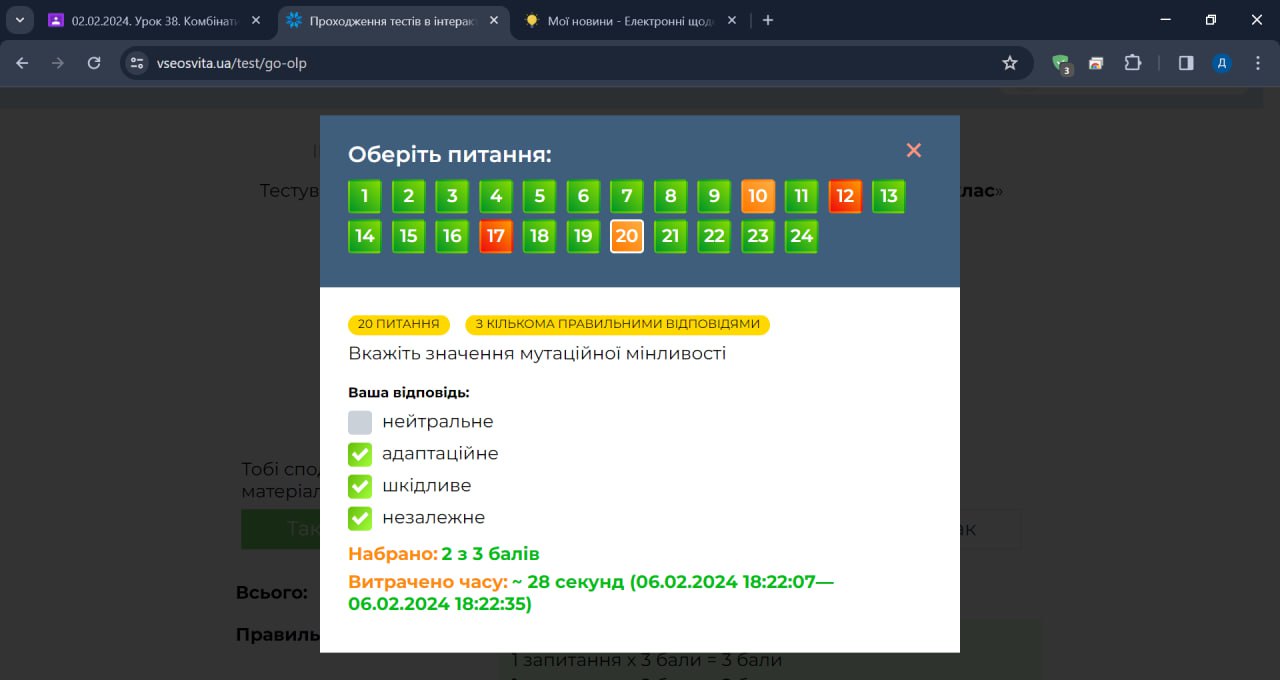 02.02.2024. Урок 38. Комбінати
Проходження тестів в інтерак
Мої новини - Електронні щод
vseosvita.ua/test/go-olp
3
Д
Оберіть питання:
Тестув
клас»
1 2 3 4 5 6 7 8 9 10 11 12 13
14 15 16 17 18 19 20 21 22 23 24
20 ПИТАННЯ З КІЛЬКОМА ПРАВИЛЬНИМИ ВІДПОВІДЯМИ
Вкажіть значення мутаційної мінливості
Ваша відповідь:
нейтральне
адаптаційне
Тобі спо
шкідливе
матеріал
незалежне
Так
ак
Набрано: 2 з 3 балів
Витрачено часу: ~ 28 секунд (06.02.2024 18:22:07—
06.02.2024 18:22:35)
Всього:
Правиль
1 запитання x 3 бали = 3 бали